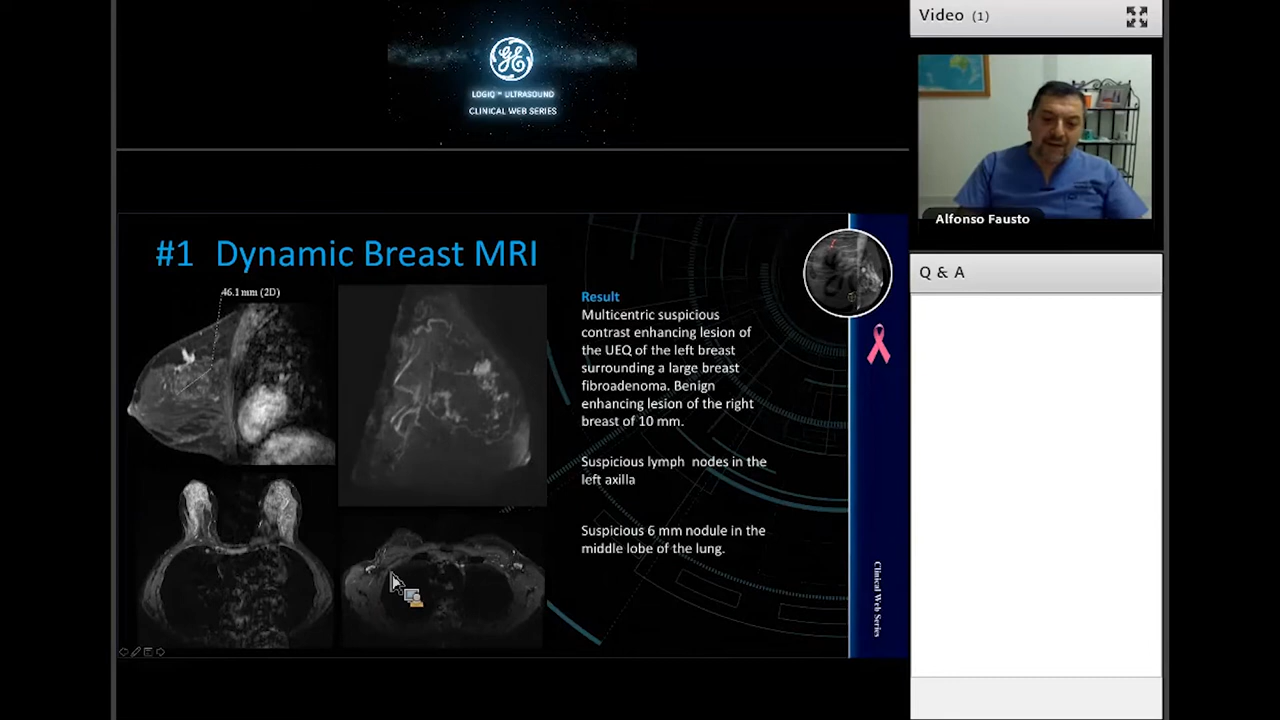 LOGIQ™ ULTRASOUND
CLINICAL WEB SERIES
Video (1)
Alfonso Fausto
Q & A
#1 Dynamic Breast MRI
46.1 mm (2D)
Result
Multicentric suspicious
contrast enhancing lesion of
the UEQ of the left breast
surrounding a large breast
fibroadenoma. Benign
enhancing lesion of the right
breast of 10 mm.
Suspicious lymph nodes in the
left axilla
Suspicious 6 mm nodule in the
middle lobe of the lung.
Clinical Web Series